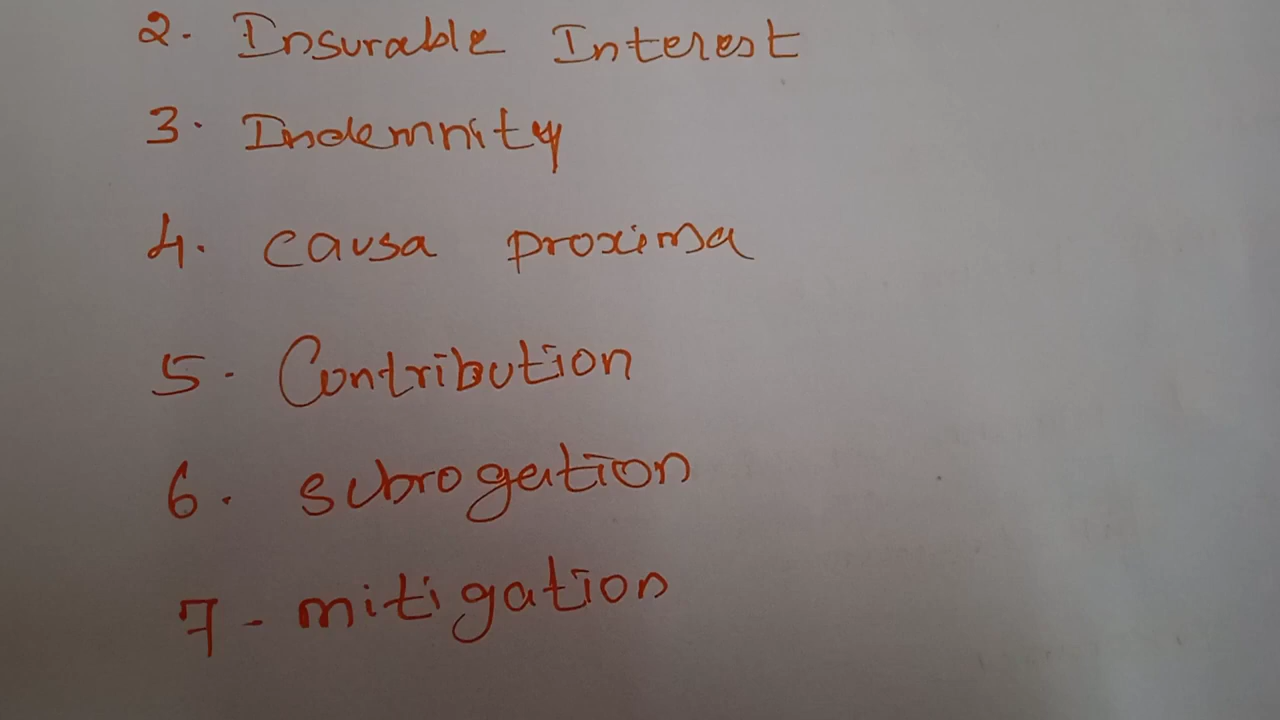 2. Insurable Interest
3. Indemnity
4. causa proxima
5. Contribution
6. subrogation
7 - mitigation